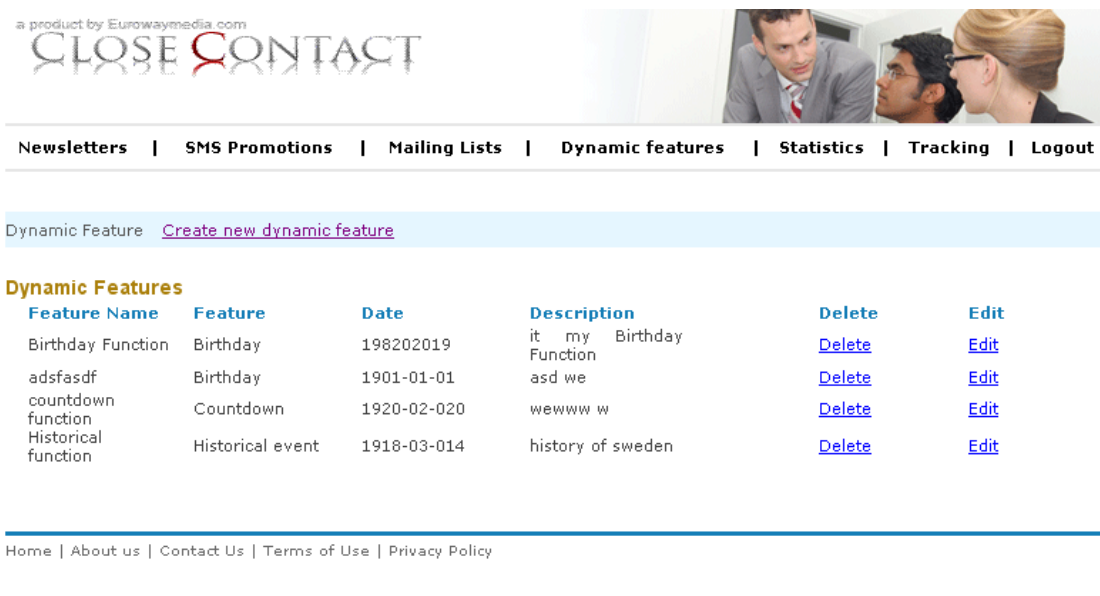 a product by Eurowaymedia.com
CLOSE CONTACT
Newsletters | SMS Promotions | Mailing Lists | Dynamic features | Statistics | Tracking | Logout
Dynamic Feature Create new dynamic feature
Dynamic Features
Feature Name Feature Date Description Delete Edit
Birthday Function Birthday 198202019 it my Birthday
Function Delete Edit
adsfasdf Birthday 1901-01-01 asd we Delete Edit
countdown
function Countdown 1920-02-020 wewww w Delete Edit
Historical
function Historical event 1918-03-014 history of sweden Delete Edit
Home | About us | Contact Us | Terms of Use | Privacy Policy